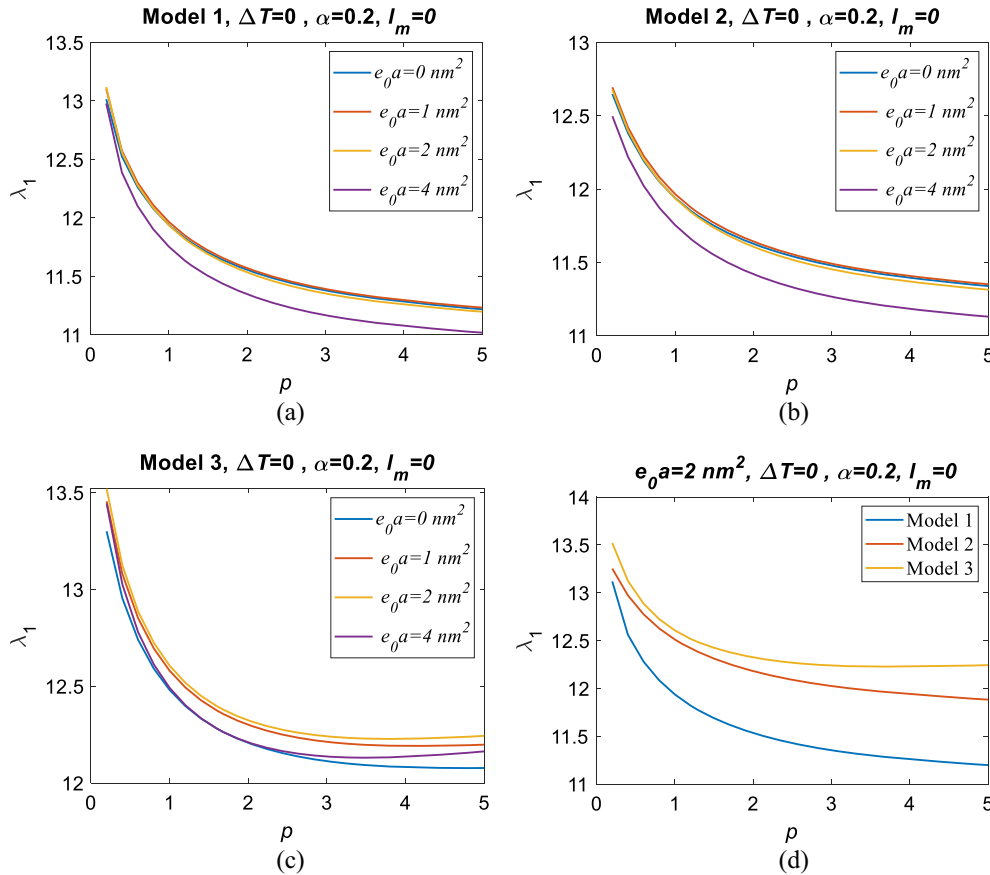 Model 1, ΔT=0, α=0.2, l_m=0
13.5
13
12.5
12
11.5
11
λ₁
0 1 2 3 4 5
p
e₀a=0 nm²
e₀a=1 nm²
e₀a=2 nm²
e₀a=4 nm²
(a)
Model 2, ΔT=0 , α=0.2, l_m=0
13
12.5
12
11.5
11
λ₁
0 1 2 3 4 5
p
e₀a=0 nm²
e₀a=1 nm²
e₀a=2 nm²
e₀a=4 nm²
(b)
Model 3, ΔT=0 , α=0.2, l_m=0
13.5
13
12.5
12
λ₁
0 1 2 3 4 5
p
e₀a=0 nm²
e₀a=1 nm²
e₀a=2 nm²
e₀a=4 nm²
(c)
e₀a=2 nm², ΔT=0 , α=0.2, l_m=0
14
13.5
13
12.5
12
11.5
11
λ₁
0 1 2 3 4 5
p
Model 1
Model 2
Model 3
(d)